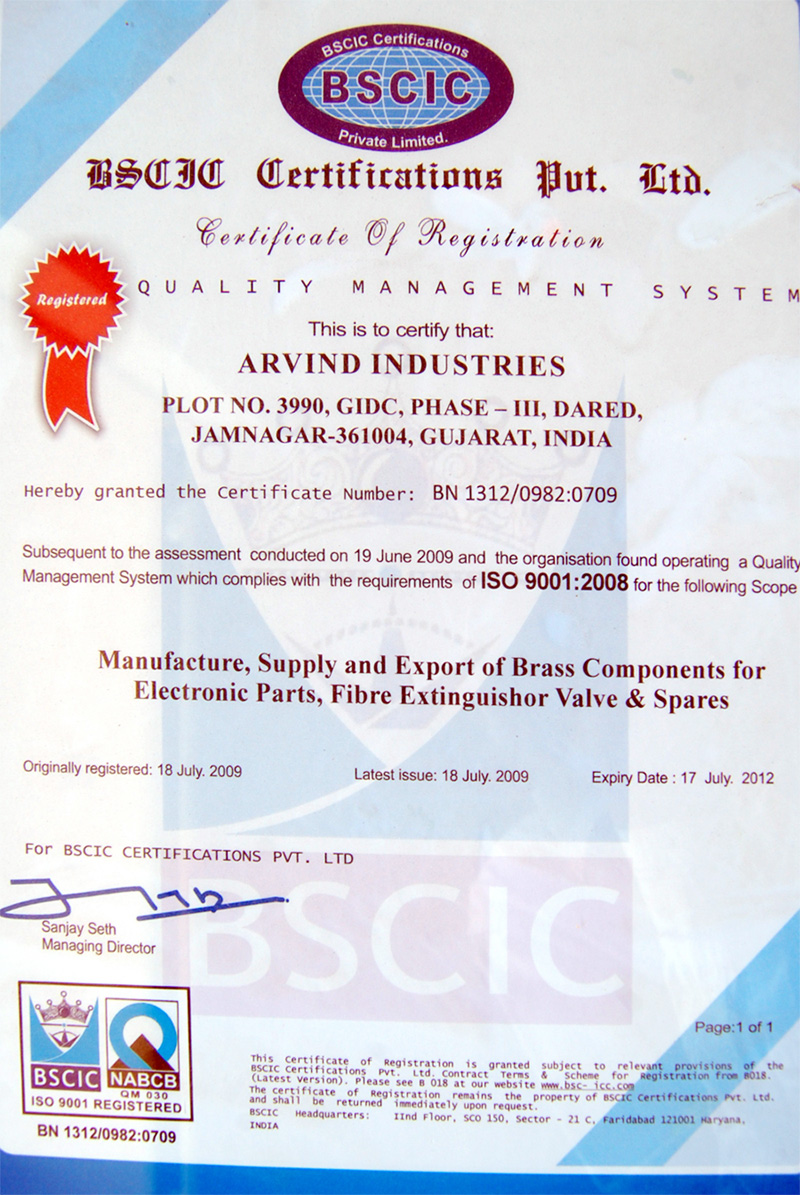 BSCIC Certifications
BSCIC
Private Limited.
BSCIC Certifications Pvt. Ltd.
Certificate Of Registration
Registered
QUALITY MANAGEMENT SYSTEM
This is to certify that:
ARVIND INDUSTRIES
PLOT NO. 3990, GIDC, PHASE – III, DARED,
JAMNAGAR-361004, GUJARAT, INDIA
Hereby granted the Certificate Number: BN 1312/0982:0709
Subsequent to the assessment conducted on 19 June 2009 and the organisation found operating a Quality
Management System which complies with the requirements of ISO 9001:2008 for the following Scope
Manufacture, Supply and Export of Brass Components for
Electronic Parts, Fibre Extinguishor Valve & Spares
Originally registered: 18 July. 2009 Latest issue: 18 July. 2009 Expiry Date : 17 July. 2012
For BSCIC CERTIFICATIONS PVT. LTD
BSCIC
Sanjay Seth
Managing Director
Page:1 of 1
BSCIC NABCB
QM 030
ISO 9001 REGISTERED
BN 1312/0982:0709
This Certificate of Registration is granted subject to relevant provisions of the
BSCIC Certifications Pvt. Ltd. Contract Terms & Scheme for Registration from B018.
(Latest Version). Please see B 018 at our website www.bsc- icc.com
The certificate of Registration remains the property of BSCIC Certifications Pvt. Ltd.
and shall be returned immediately upon request.
BSCIC Headquarters: IInd Floor, SCO 150, Sector - 21 C, Faridabad 121001 Haryana,
INDIA